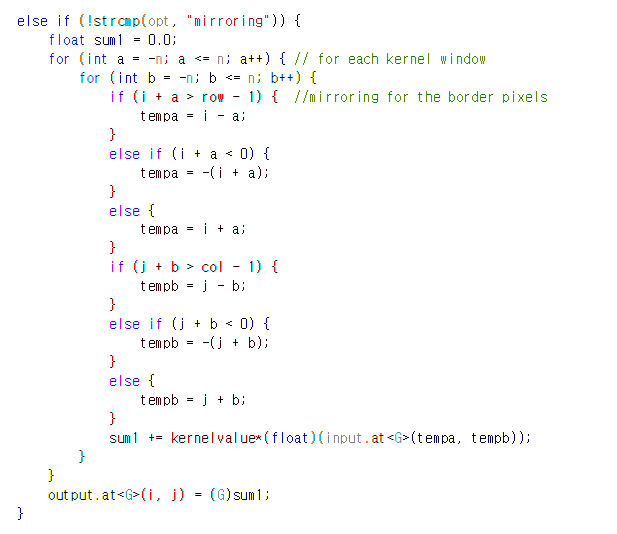 else if (!strcmp(opt, "mirroring")) {
    float sum1 = 0.0;
    for (int a = -n; a <= n; a++) { // for each kernel window
        for (int b = -n; b <= n; b++) {
            if (i + a > row - 1) {  //mirroring for the border pixels
                tempa = i - a;
            }
            else if (i + a < 0) {
                tempa = -(i + a);
            }
            else {
                tempa = i + a;
            }
            if (j + b > col - 1) {
                tempb = j - b;
            }
            else if (j + b < 0) {
                tempb = -(j + b);
            }
            else {
                tempb = j + b;
            }
            sum1 += kernelvalue*(float)(input.at<G>(tempa, tempb));
        }
    }
    output.at<G>(i, j) = (G)sum1;
}